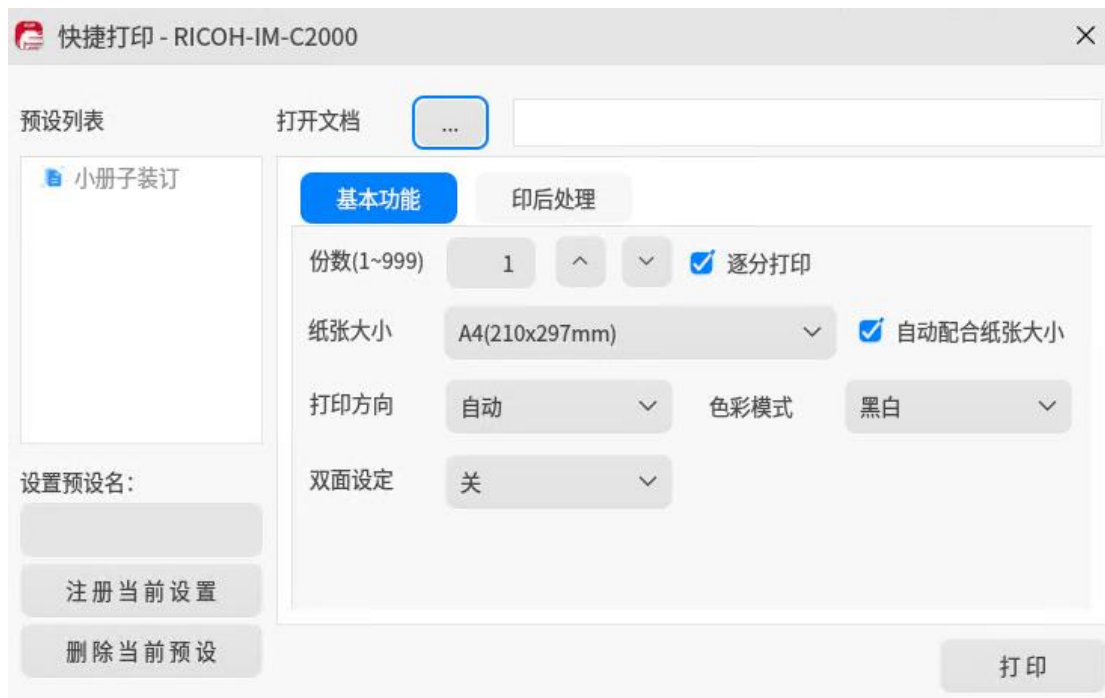 快捷打印 - RICOH-IM-C2000
预设列表
打开文档 ...
小册子装订
基本功能 印后处理
份数(1~999) 1 逐分打印
纸张大小 A4(210x297mm) 自动配合纸张大小
打印方向 自动 色彩模式 黑白
双面设定 关
设置预设名：
注册当前设置
删除当前预设
打印